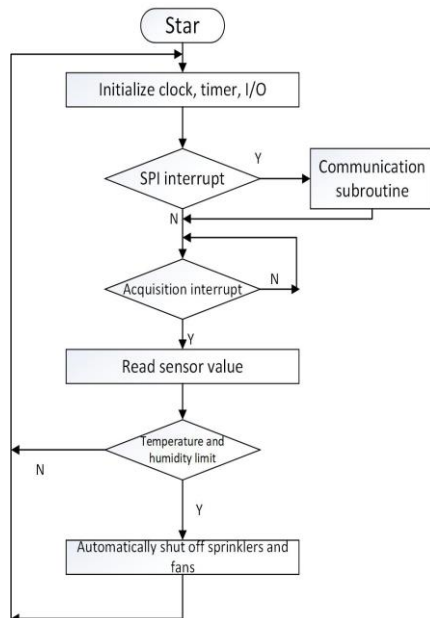 Star
Initialize clock, timer, I/O
SPI interrupt
Y
Communication
subroutine
N
Acquisition interrupt
N
Y
Read sensor value
Temperature and
humidity limit
N
Y
Automatically shut off sprinklers and
fans